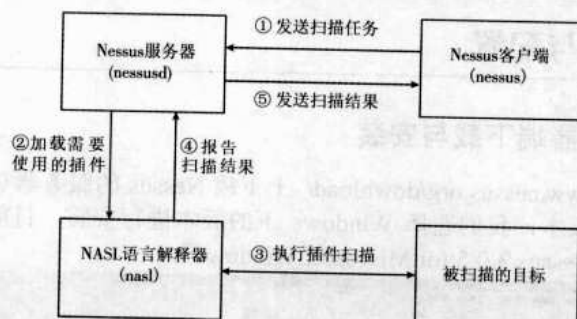 ① 发送扫描任务
Nessus服务器
(nessusd)
Nessus客户端
(nessus)
⑤ 发送扫描结果
②加载需要
使用的插件
④ 报告
扫描结果
NASL语言解释器
(nasl)
③ 执行插件扫描
被扫描的目标